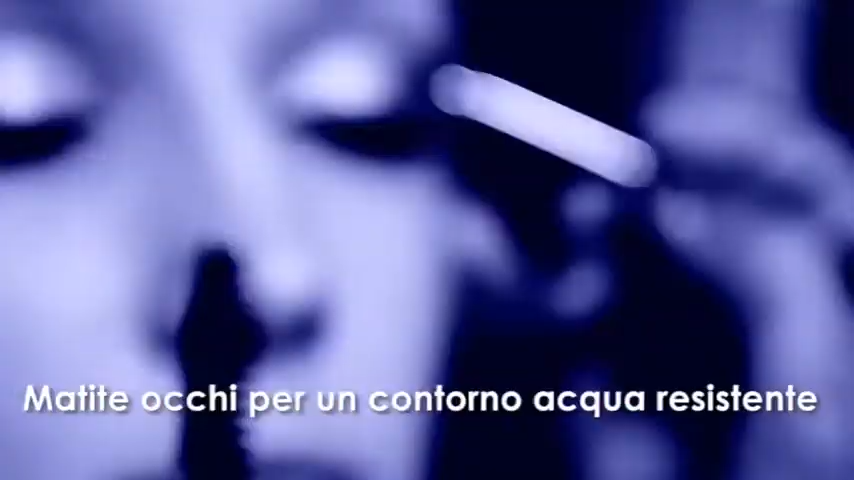 Matite occhi per un contorno acqua resistente